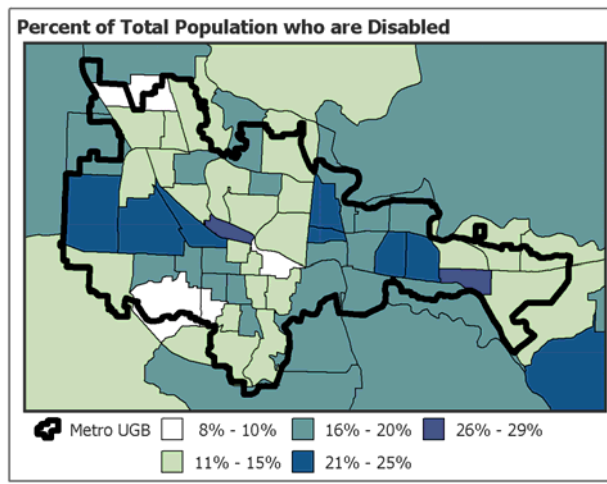 Percent of Total Population who are Disabled
Metro UGB 8% - 10% 16% - 20% 26% - 29%
11% - 15% 21% - 25%